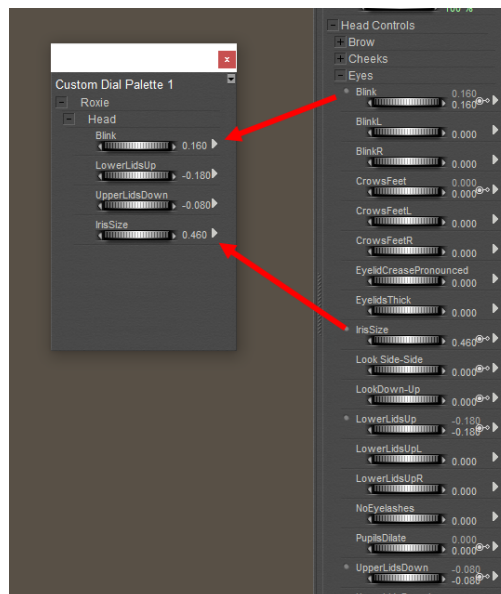 x
Custom Dial Palette 1
Roxie
Head
Blink
0.160
LowerLidsUp
-0.180
UpperLidsDown
-0.080
IrisSize
0.460
100 %
Head Controls
Brow
Cheeks
Eyes
Blink
0.160
0.160
BlinkL
0.000
BlinkR
0.000
CrowsFeet
0.000
0.000
CrowsFeetL
0.000
CrowsFeetR
0.000
EyelidCreasePronounced
0.000
EyelidsThick
0.000
IrisSize
0.460
Look Side-Side
0.000
LookDown-Up
0.000
LowerLidsUp
-0.180
-0.180
LowerLidsUpL
0.000
LowerLidsUpR
0.000
NoEyelashes
0.000
PupilsDilate
0.000
0.000
UpperLidsDown
-0.080
-0.080